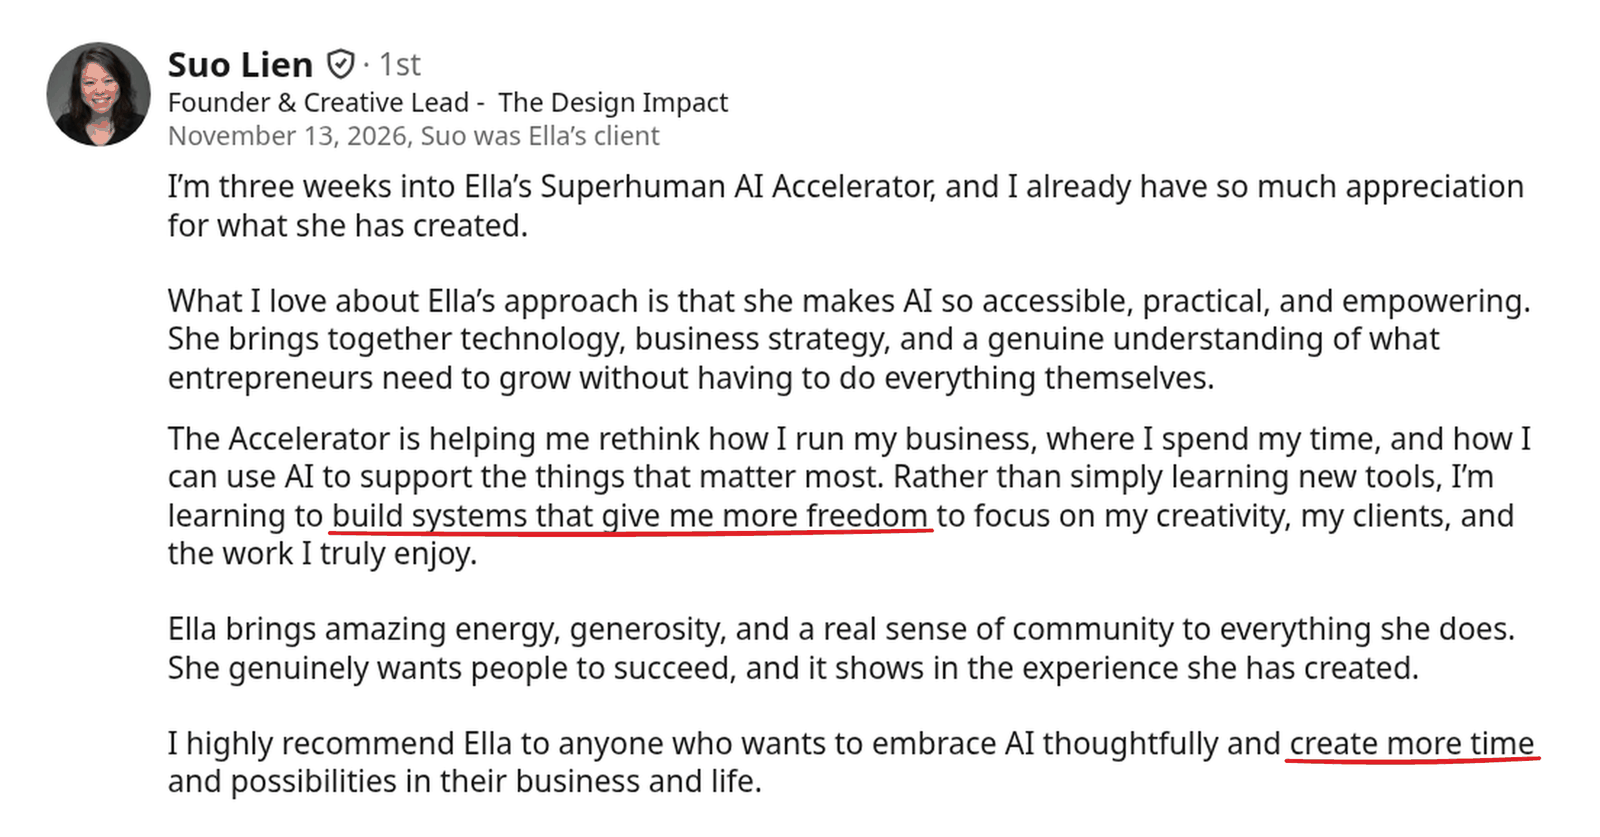 Suo Lien · 1st
Founder & Creative Lead - The Design Impact
November 13, 2026, Suo was Ella’s client
I’m three weeks into Ella’s Superhuman AI Accelerator, and I already have so much appreciation
for what she has created.
What I love about Ella’s approach is that she makes AI so accessible, practical, and empowering.
She brings together technology, business strategy, and a genuine understanding of what
entrepreneurs need to grow without having to do everything themselves.
The Accelerator is helping me rethink how I run my business, where I spend my time, and how I
can use AI to support the things that matter most. Rather than simply learning new tools, I’m
learning to build systems that give me more freedom to focus on my creativity, my clients, and
the work I truly enjoy.
Ella brings amazing energy, generosity, and a real sense of community to everything she does.
She genuinely wants people to succeed, and it shows in the experience she has created.
I highly recommend Ella to anyone who wants to embrace AI thoughtfully and create more time
and possibilities in their business and life.